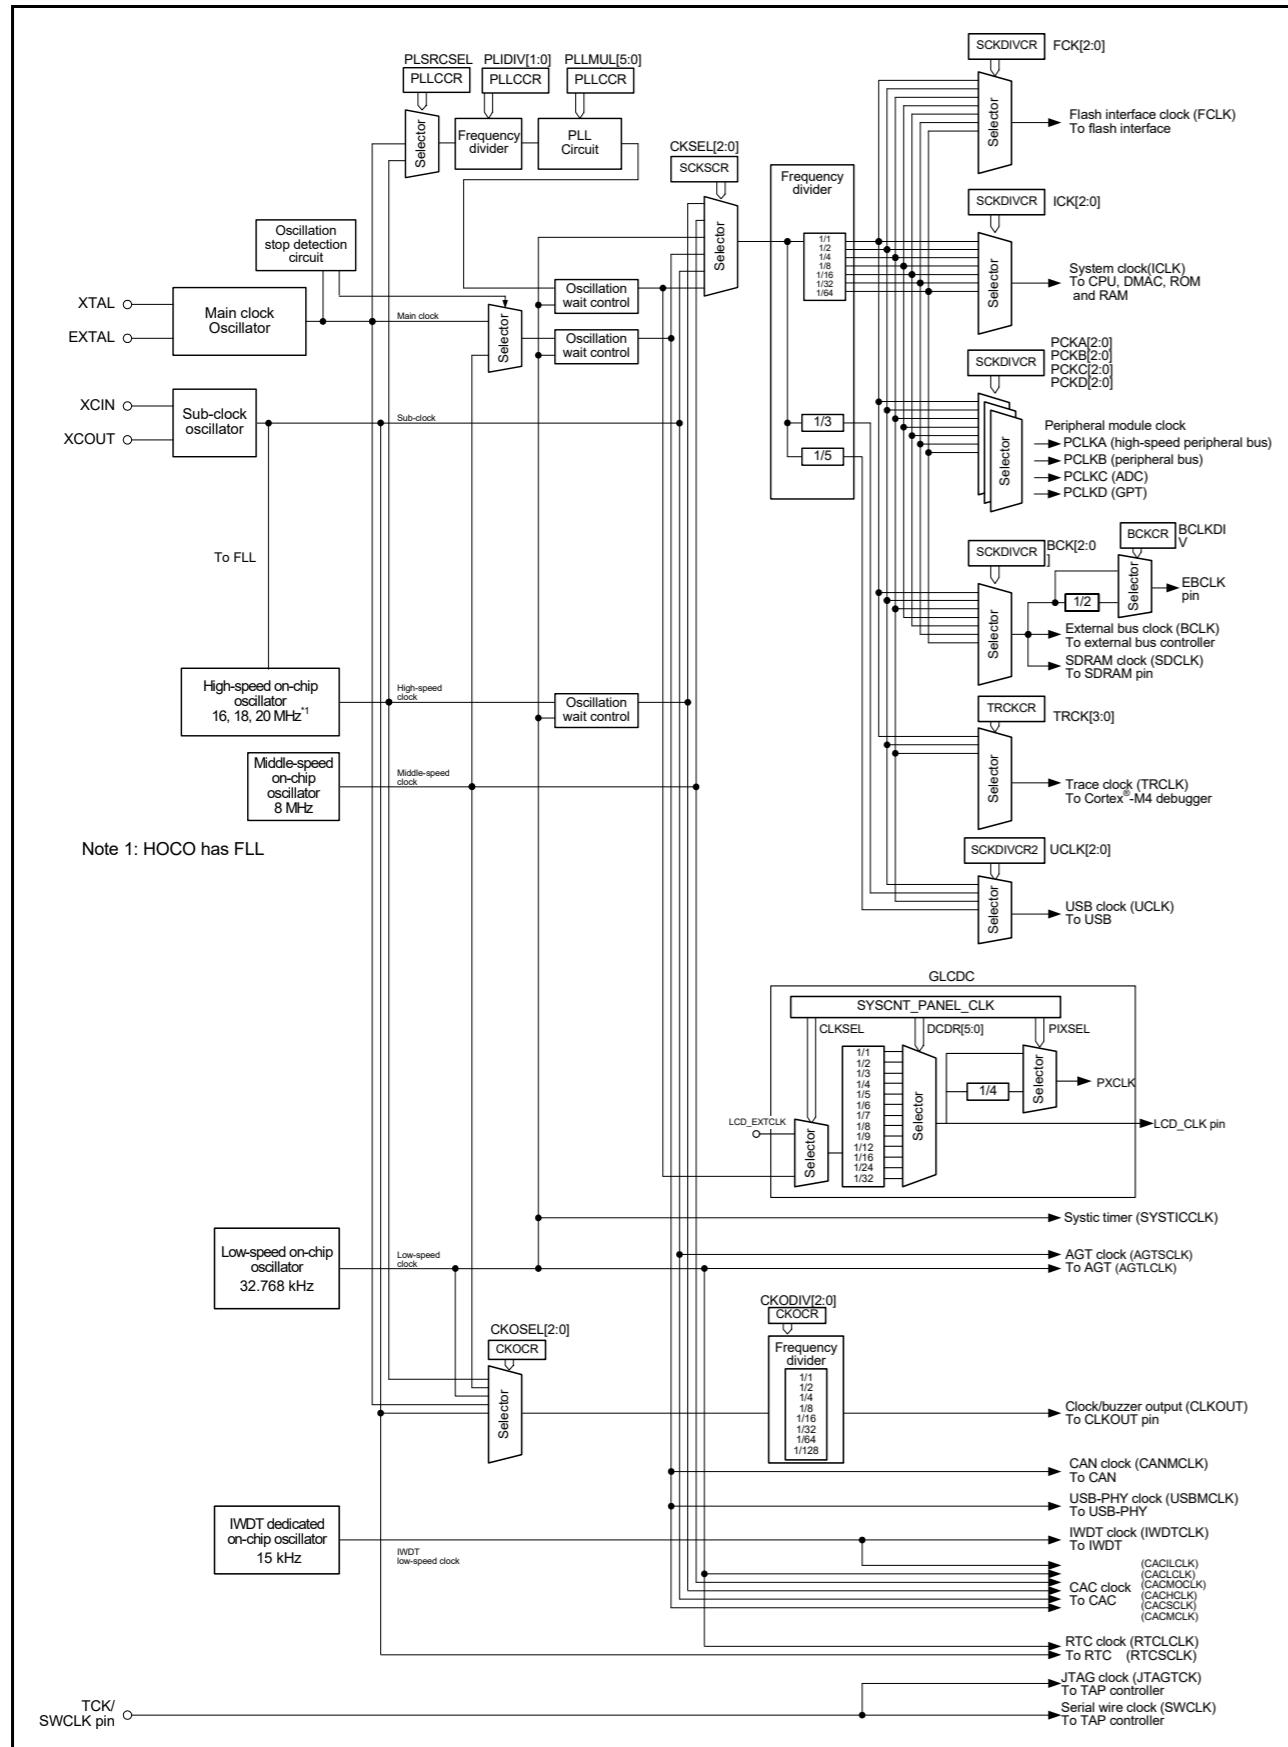 PLSRCSEL PLIDIV[1:0] PLLMUL[5:0]
PLLCCR PLLCCR PLLCCR
Selector
Frequency
divider
PLL
Circuit
CKSEL[2:0]
SCKSCR
Selector
Frequency
divider
1/1
1/2
1/4
1/8
1/16
1/32
1/64
1/3
1/5
SCKDIVCR FCK[2:0]
Selector
Flash interface clock (FCLK)
To flash interface
SCKDIVCR ICK[2:0]
Selector
System clock(ICLK)
To CPU, DMAC, ROM
and RAM
SCKDIVCR
PCKA[2:0]
PCKB[2:0]
PCKC[2:0]
PCKD[2:0]
Selector
Peripheral module clock
PCLKA (high-speed peripheral bus)
PCLKB (peripheral bus)
PCLKC (ADC)
PCLKD (GPT)
SCKDIVCR
BCK[2:0
]
Selector
BCKCR
BCLKDI
V
Selector
1/2
EBCLK
pin
External bus clock (BCLK)
To external bus controller
SDRAM clock (SDCLK)
To SDRAM pin
TRCKCR TRCK[3:0]
Selector
Trace clock (TRCLK)
To Cortex®-M4 debugger
SCKDIVCR2 UCLK[2:0]
Selector
USB clock (UCLK)
To USB
Oscillation
stop detection
circuit
XTAL
EXTAL
Main clock
Oscillator
Main clock
Selector
Oscillation
wait control
Oscillation
wait control
XCIN
XCOUT
Sub-clock
oscillator
Sub-clock
To FLL
High-speed on-chip
oscillator
16, 18, 20 MHz*1
High-speed
clock
Oscillation
wait control
Middle-speed
on-chip
oscillator
8 MHz
Middle-speed
clock
Note 1: HOCO has FLL
GLCDC
SYSCNT_PANEL_CLK
CLKSEL DCDR[5:0] PIXSEL
LCD_EXTCLK
Selector
1/1
1/2
1/3
1/4
1/5
1/6
1/7
1/8
1/9
1/12
1/16
1/24
1/32
Selector
1/4
Selector
PXCLK
LCD_CLK pin
Systic timer (SYSTICCLK)
Low-speed on-chip
oscillator
32.768 kHz
Low-speed
clock
AGT clock (AGTSCLK)
To AGT (AGTLCLK)
CKOSEL[2:0]
CKOCR
Selector
CKODIV[2:0]
CKOCR
Frequency
divider
1/1
1/2
1/4
1/8
1/16
1/32
1/64
1/128
Clock/buzzer output (CLKOUT)
To CLKOUT pin
CAN clock (CANMCLK)
To CAN
USB-PHY clock (USBMCLK)
To USB-PHY
IWDT dedicated
on-chip oscillator
15 kHz
IWDT
low-speed clock
IWDT clock (IWDTCLK)
To IWDT
CAC clock
To CAC
(CACILCLK)
(CACLCLK)
(CACMOCLK)
(CACHCLK)
(CACSCLK)
(CACMCLK)
RTC clock (RTCLCLK)
To RTC (RTCSCLK)
TCK/
SWCLK pin
JTAG clock (JTAGTCK)
To TAP controller
Serial wire clock (SWCLK)
To TAP controller